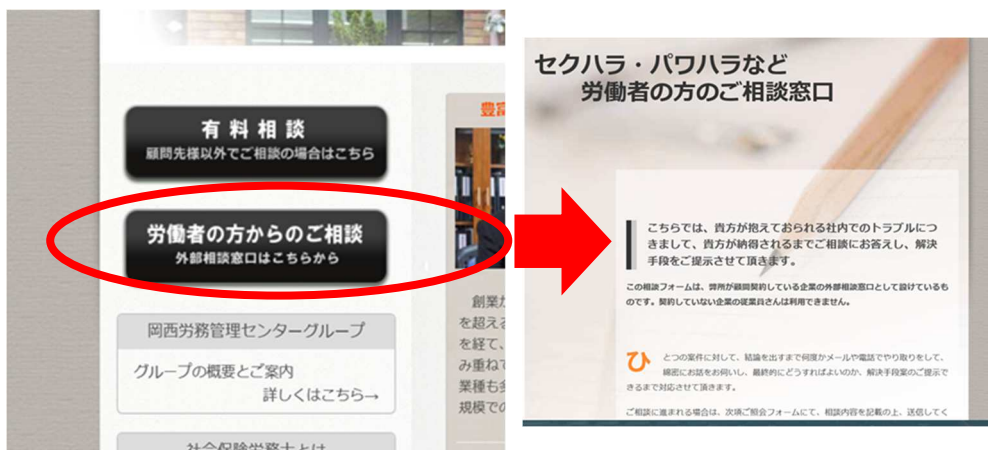 有料相談
顧問先様以外でご相談の場合はこちら
労働者の方からのご相談
外部相談窓口はこちらから
岡西労務管理センターグループ
グループの概要とご案内
詳しくはこちら→
社会保険労務士とは
豊富
創業か
を超える
を経て、
み重ねて
業種も多
規模での
セクハラ・パワハラなど
労働者の方のご相談窓口
こちらでは、貴方が抱えておられる社内でのトラブルにつ
きまして、貴方が納得されるまでご相談にお答えし、解決
手段をご提示させて頂きます。
この相談フォームは、弊所が顧問契約している企業の外部相談窓口として設けているも
のです。契約していない企業の従業員さんは利用できません。
ひとつの案件に対して、結論を出すまで何度かメールや電話でやり取りをして、
綿密にお話をお伺いし、最終的にどうすればよいのか、解決手段案のご提示で
きるまで対応させて頂きます。
ご相談に進まれる場合は、次項ご照会フォームにて、相談内容を記載の上、送信してく